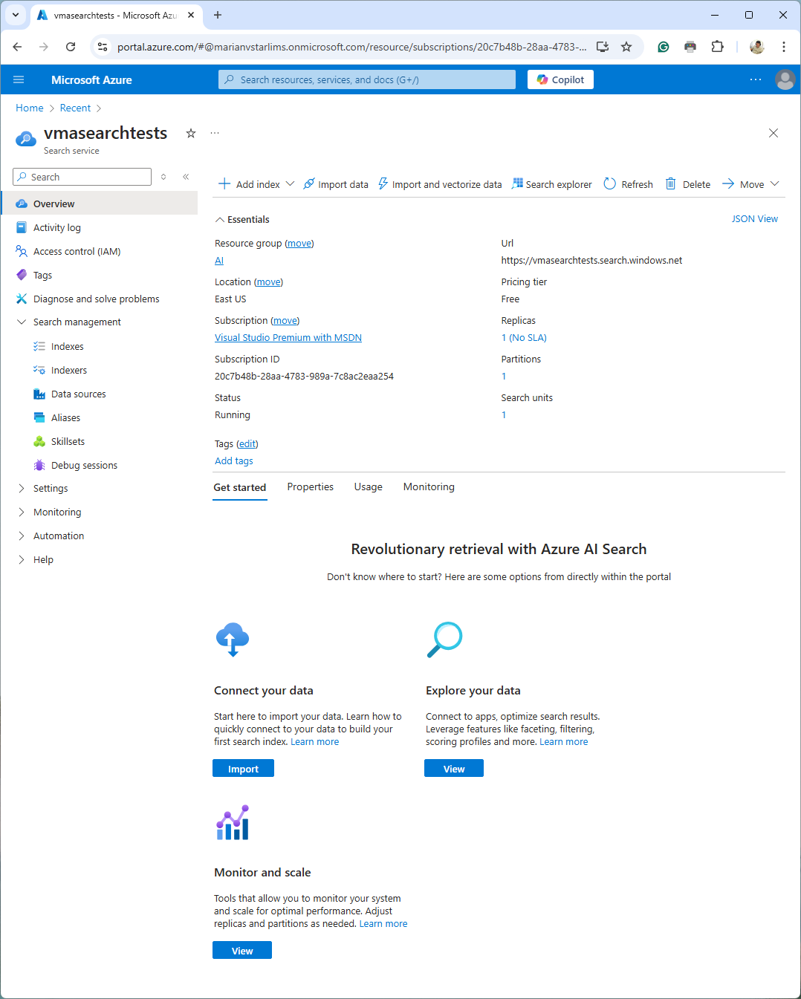 vmasearchtests - Microsoft Azu
portal.azure.com/#@marianvstarlims.onmicrosoft.com/resource/subscriptions/20c7b48b-28aa-4783-...
Microsoft Azure
Search resources, services, and docs (G+/)
Copilot
Home > Recent >
vmasearchtests
Search service
Search
Add index
Import data
Import and vectorize data
Search explorer
Refresh
Delete
Move
Overview
Activity log
Access control (IAM)
Tags
Diagnose and solve problems
Search management
Indexes
Indexers
Data sources
Aliases
Skillsets
Debug sessions
Settings
Monitoring
Automation
Help
Essentials
JSON View
Resource group (move)
AI
Location (move)
East US
Subscription (move)
Visual Studio Premium with MSDN
Subscription ID
20c7b48b-28aa-4783-989a-7c8ac2eaa254
Status
Running
Url
https://vmasearchtests.search.windows.net
Pricing tier
Free
Replicas
1 (No SLA)
Partitions
1
Search units
1
Tags (edit)
Add tags
Get started
Properties
Usage
Monitoring
Revolutionary retrieval with Azure AI Search
Don't know where to start? Here are some options from directly within the portal
Connect your data
Start here to import your data. Learn how to
quickly connect to your data to build your
first search index. Learn more
Import
Explore your data
Connect to apps, optimize search results.
Leverage features like faceting, filtering,
scoring profiles and more. Learn more
View
Monitor and scale
Tools that allow you to monitor your system
and scale for optimal performance. Adjust
replicas and partitions as needed. Learn more
View